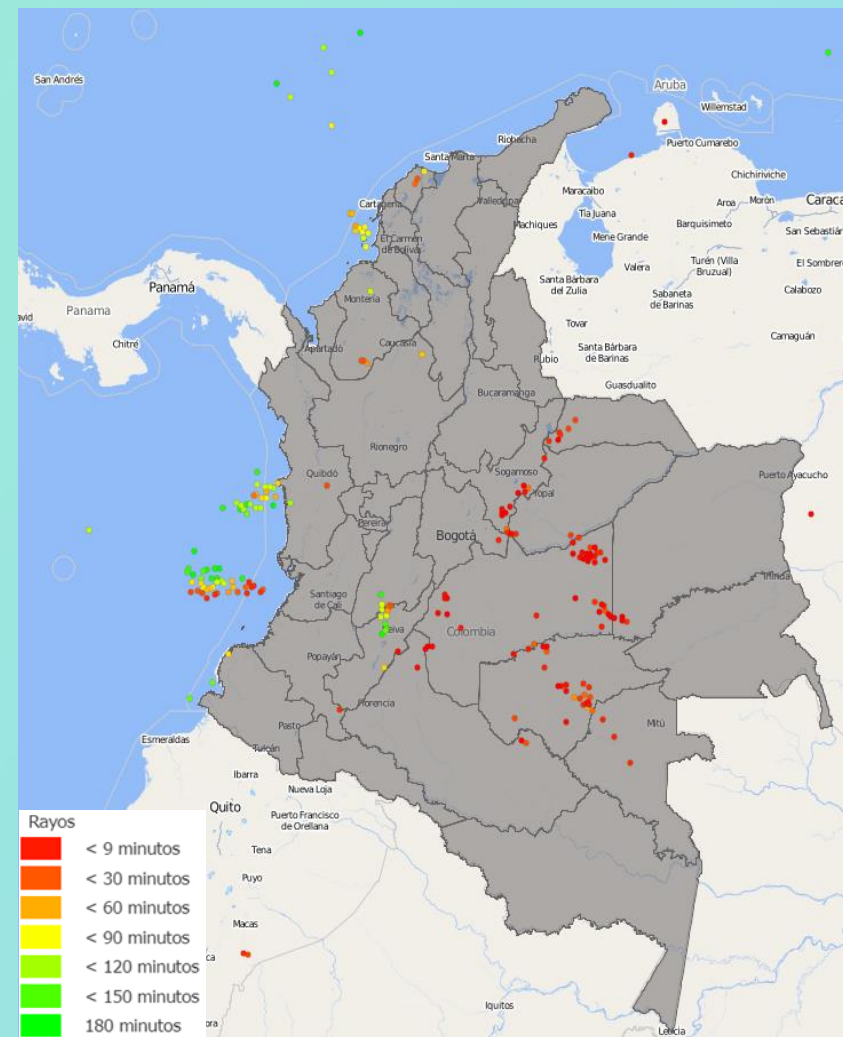 San Andrés
Aruba
Willemstad
Riohacha
Puerto Cumarebo
Santa Marta
Chichiriviche
Maracaibo
Cartagena
Valledupar
Aroa
Morón
Caraca
Tía Juana
Machiques
Barquisimeto
San Sebastián
El Carmen
de Bolívar
Mene Grande
Turén (Villa
Bruzual)
El Sombrero
Valera
Panamá
Santa Bárbara
del Zulia
Sabaneta
de Barinas
Calabozo
Montería
Panama
vid
Tovar
Camaguán
Chitré
Apartadó
Caucasia
Santa Bárbara
de Barinas
Rubio
Guasdualito
Bucaramanga
Rionegro
Quibdó
Sogamoso
Puerto Ayacucho
Yopal
Pereira
Bogotá
Inírida
Santiago
de Cali
Neiva
Colombia
Popayán
Florencia
Mitú
Pasto
Esmeraldas
Tulcán
Ibarra
Nueva Loja
Quito
Puerto Francisco
de Orellana
Tena
Puyo
Macas
ca
ora
Iquitos
Leticia
Rayos
< 9 minutos
< 30 minutos
< 60 minutos
< 90 minutos
< 120 minutos
< 150 minutos
180 minutos